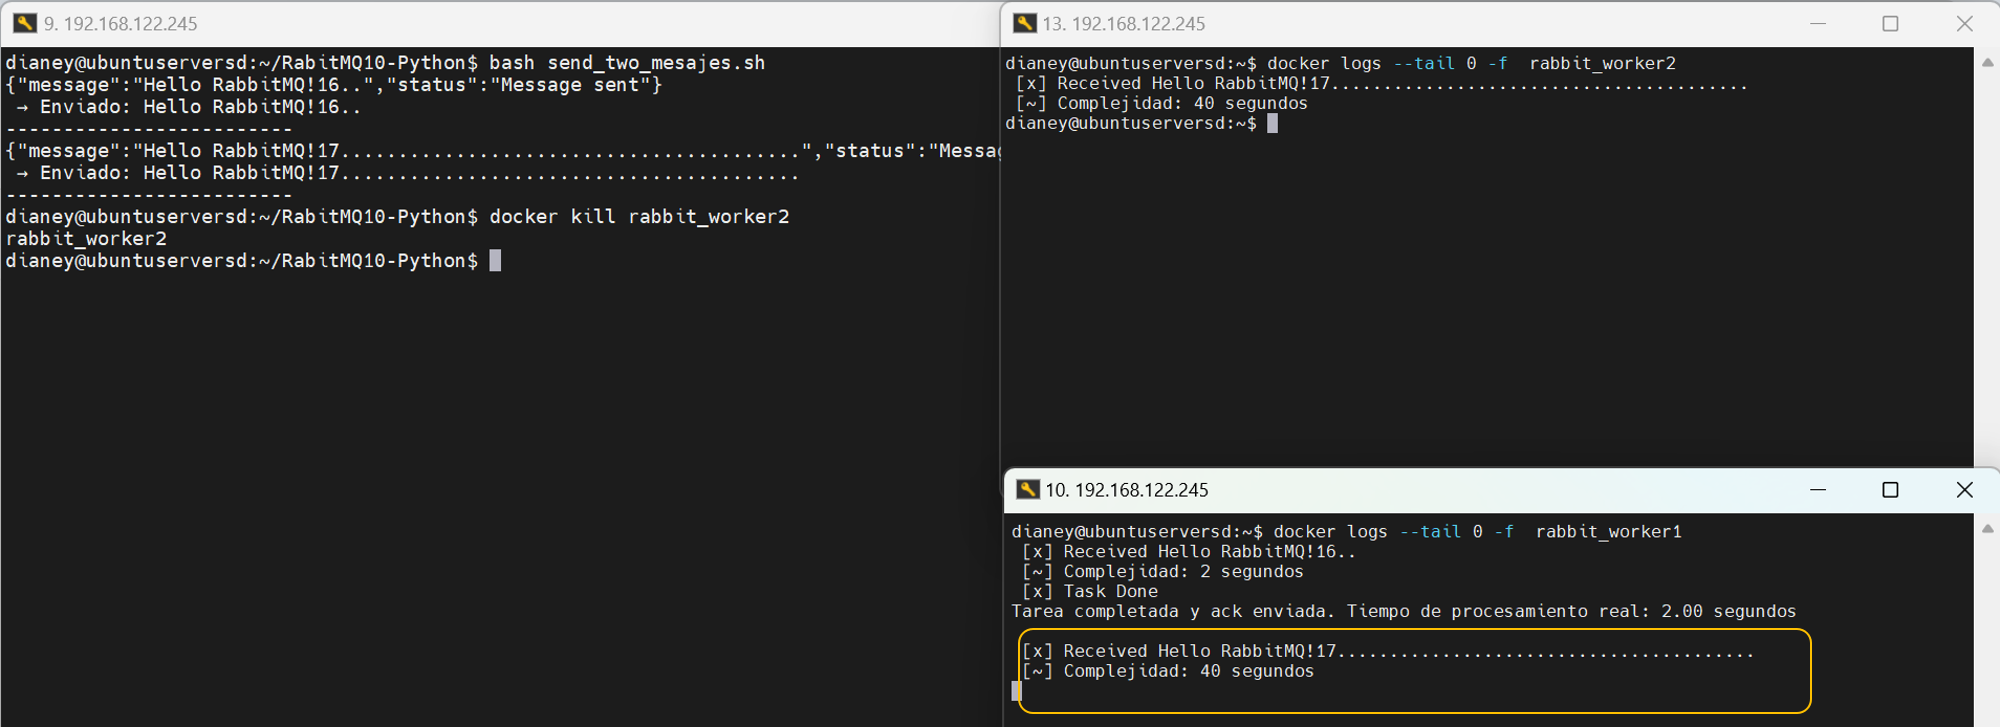 9. 192.168.122.245
dianey@ubuntuserversd:~/RabitMQ10-Python$ bash send_two_mesajes.sh
{"message":"Hello RabbitMQ!16..","status":"Message sent"}
→ Enviado: Hello RabbitMQ!16..
-------------------------
{"message":"Hello RabbitMQ!17........................................","status":"Messag
→ Enviado: Hello RabbitMQ!17........................................
-------------------------
dianey@ubuntuserversd:~/RabitMQ10-Python$ docker kill rabbit_worker2
rabbit_worker2
dianey@ubuntuserversd:~/RabitMQ10-Python$
13. 192.168.122.245
dianey@ubuntuserversd:~$ docker logs --tail 0 -f  rabbit_worker2
[x] Received Hello RabbitMQ!17........................................
[~] Complejidad: 40 segundos
dianey@ubuntuserversd:~$
10. 192.168.122.245
dianey@ubuntuserversd:~$ docker logs --tail 0 -f  rabbit_worker1
[x] Received Hello RabbitMQ!16..
[~] Complejidad: 2 segundos
[x] Task Done
Tarea completada y ack enviada. Tiempo de procesamiento real: 2.00 segundos
[x] Received Hello RabbitMQ!17........................................
[~] Complejidad: 40 segundos